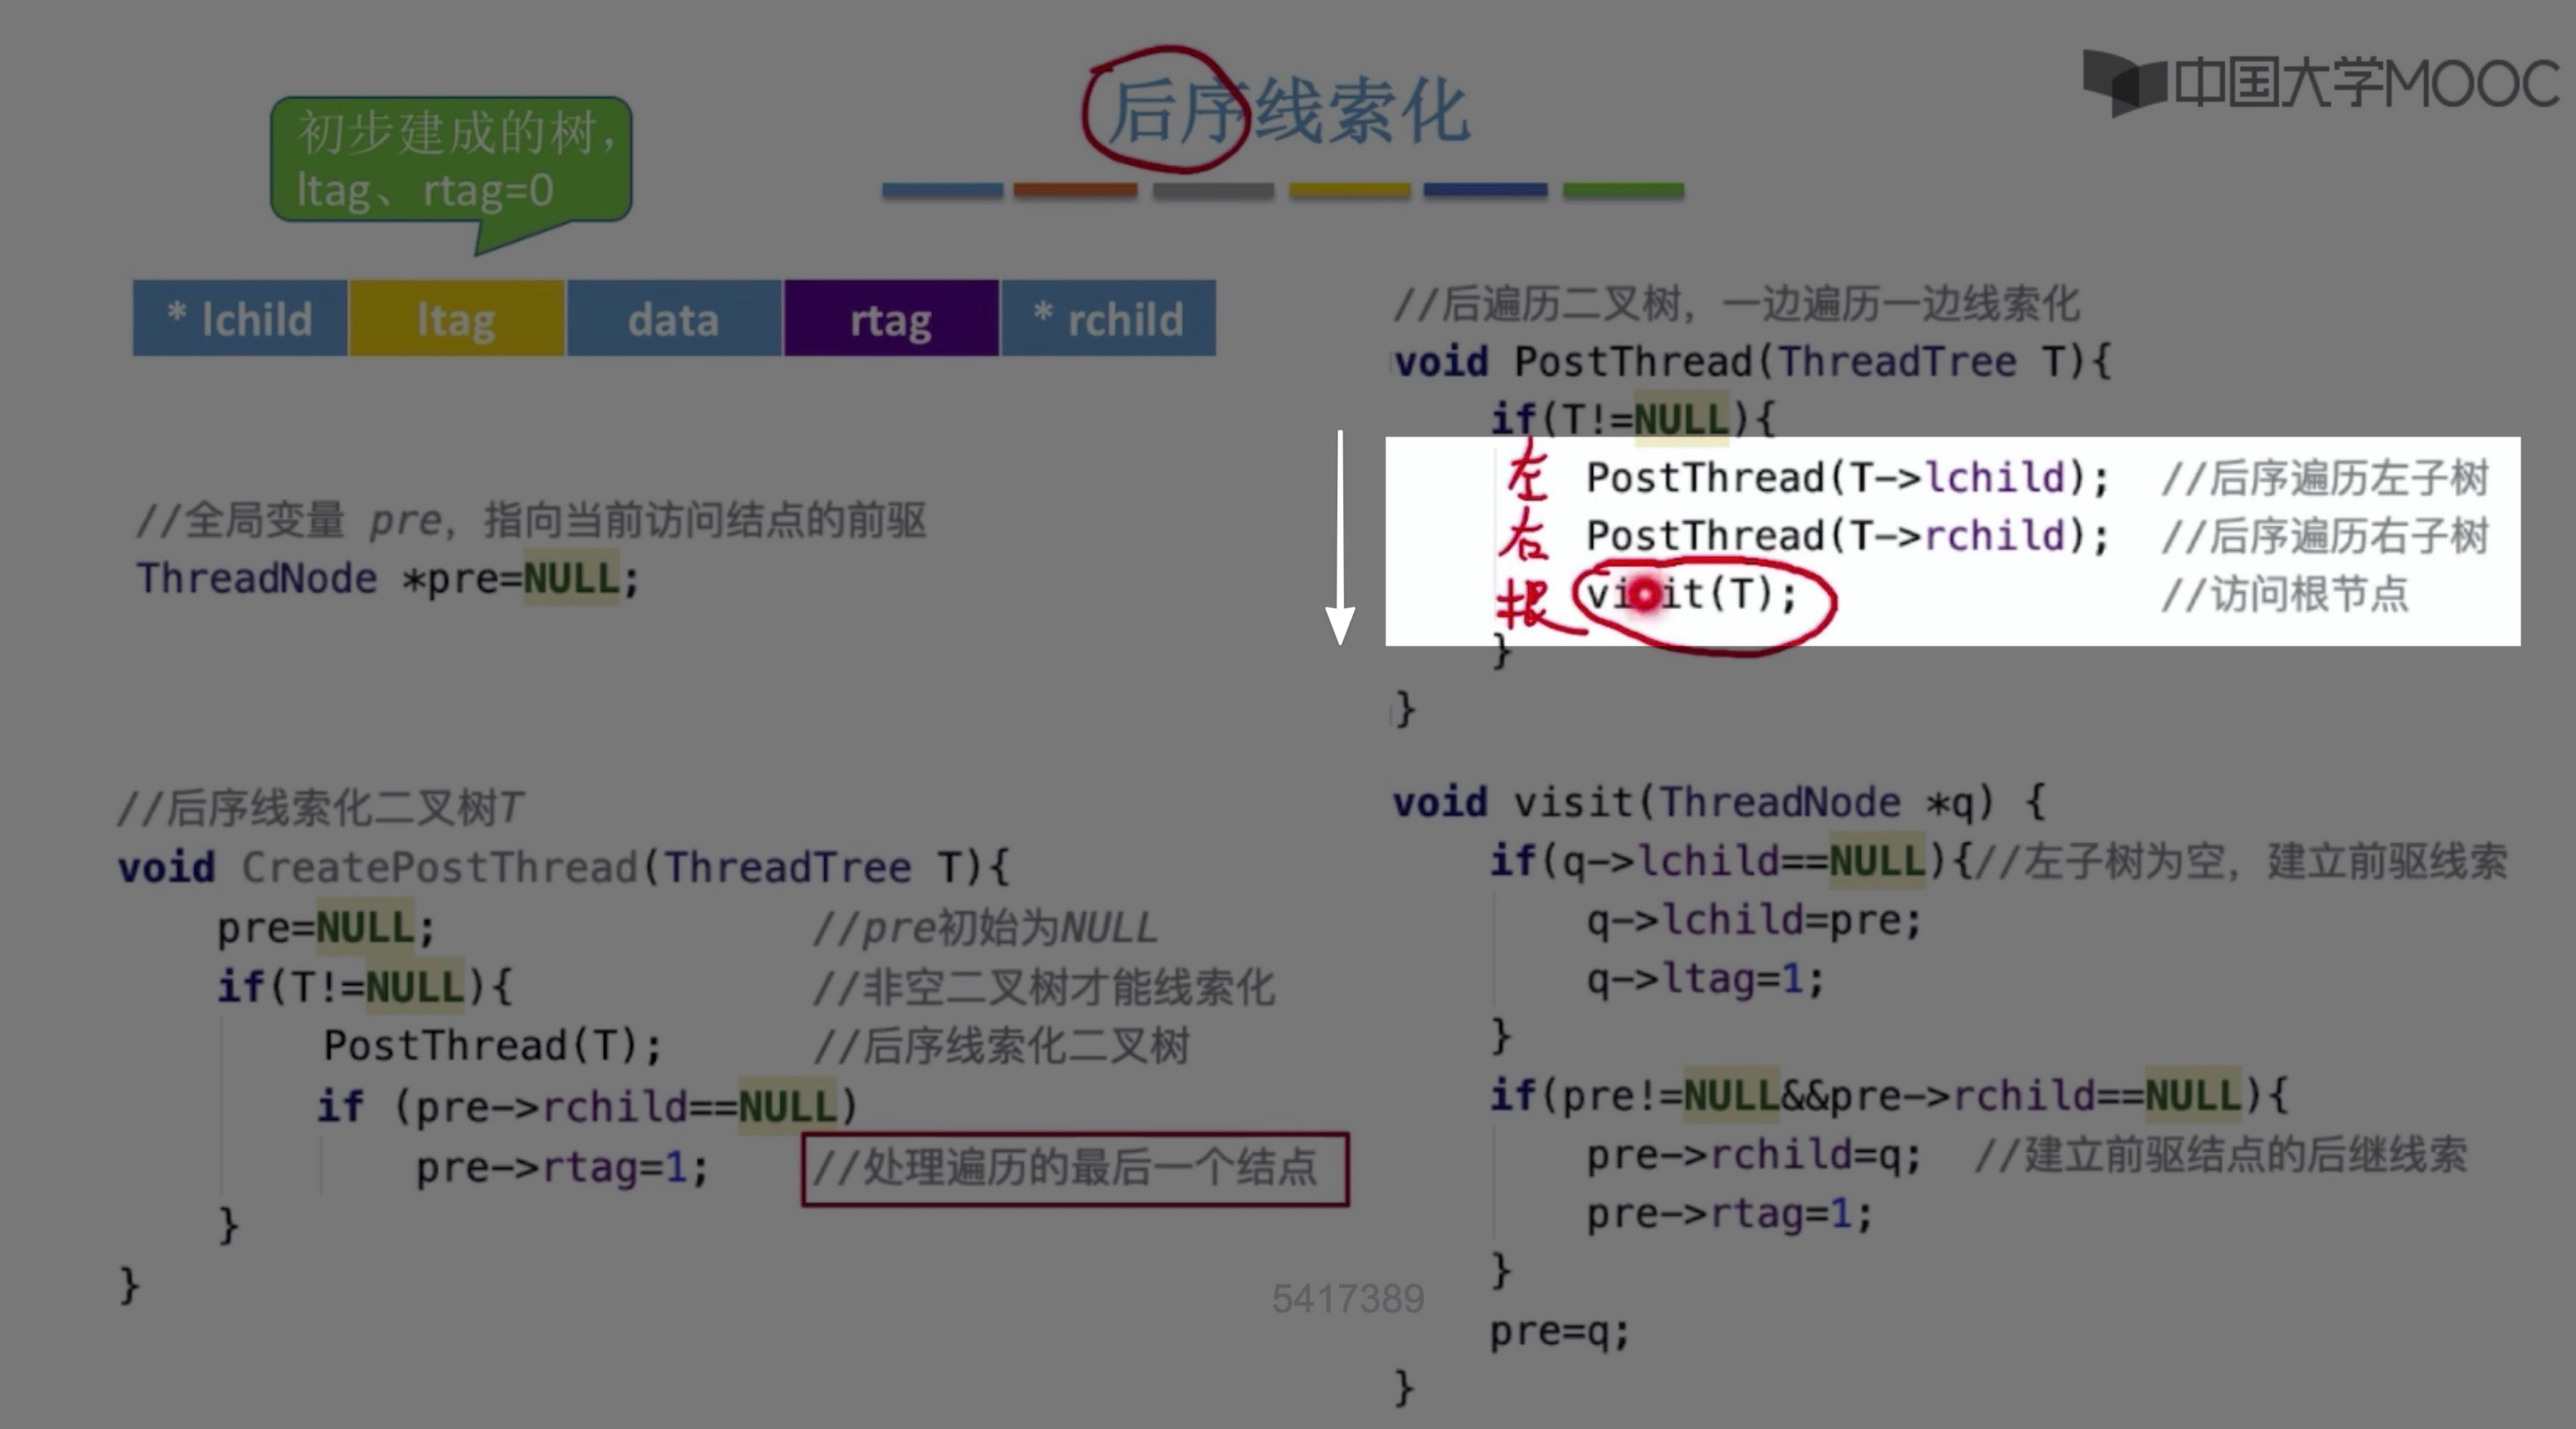 后序线索化
中国大学MOOC
初步建成的树，
ltag、rtag=0
* lchild ltag data rtag * rchild
//全局变量 pre，指向当前访问结点的前驱
ThreadNode *pre=NULL;
//后序线索化二叉树T
void CreatePostThread(ThreadTree T){
pre=NULL; //pre初始为NULL
if(T!=NULL){ //非空二叉树才能线索化
PostThread(T); //后序线索化二叉树
if (pre->rchild==NULL)
pre->rtag=1; //处理遍历的最后一个结点
}
}
//后遍历二叉树，一边遍历一边线索化
void PostThread(ThreadTree T){
if(T!=NULL){
左 PostThread(T->lchild); //后序遍历左子树
右 PostThread(T->rchild); //后序遍历右子树
根 visit(T); //访问根节点
}
}
void visit(ThreadNode *q) {
if(q->lchild==NULL){//左子树为空，建立前驱线索
q->lchild=pre;
q->ltag=1;
}
if(pre!=NULL&&pre->rchild==NULL){
pre->rchild=q; //建立前驱结点的后继线索
pre->rtag=1;
}
pre=q;
}
5417389